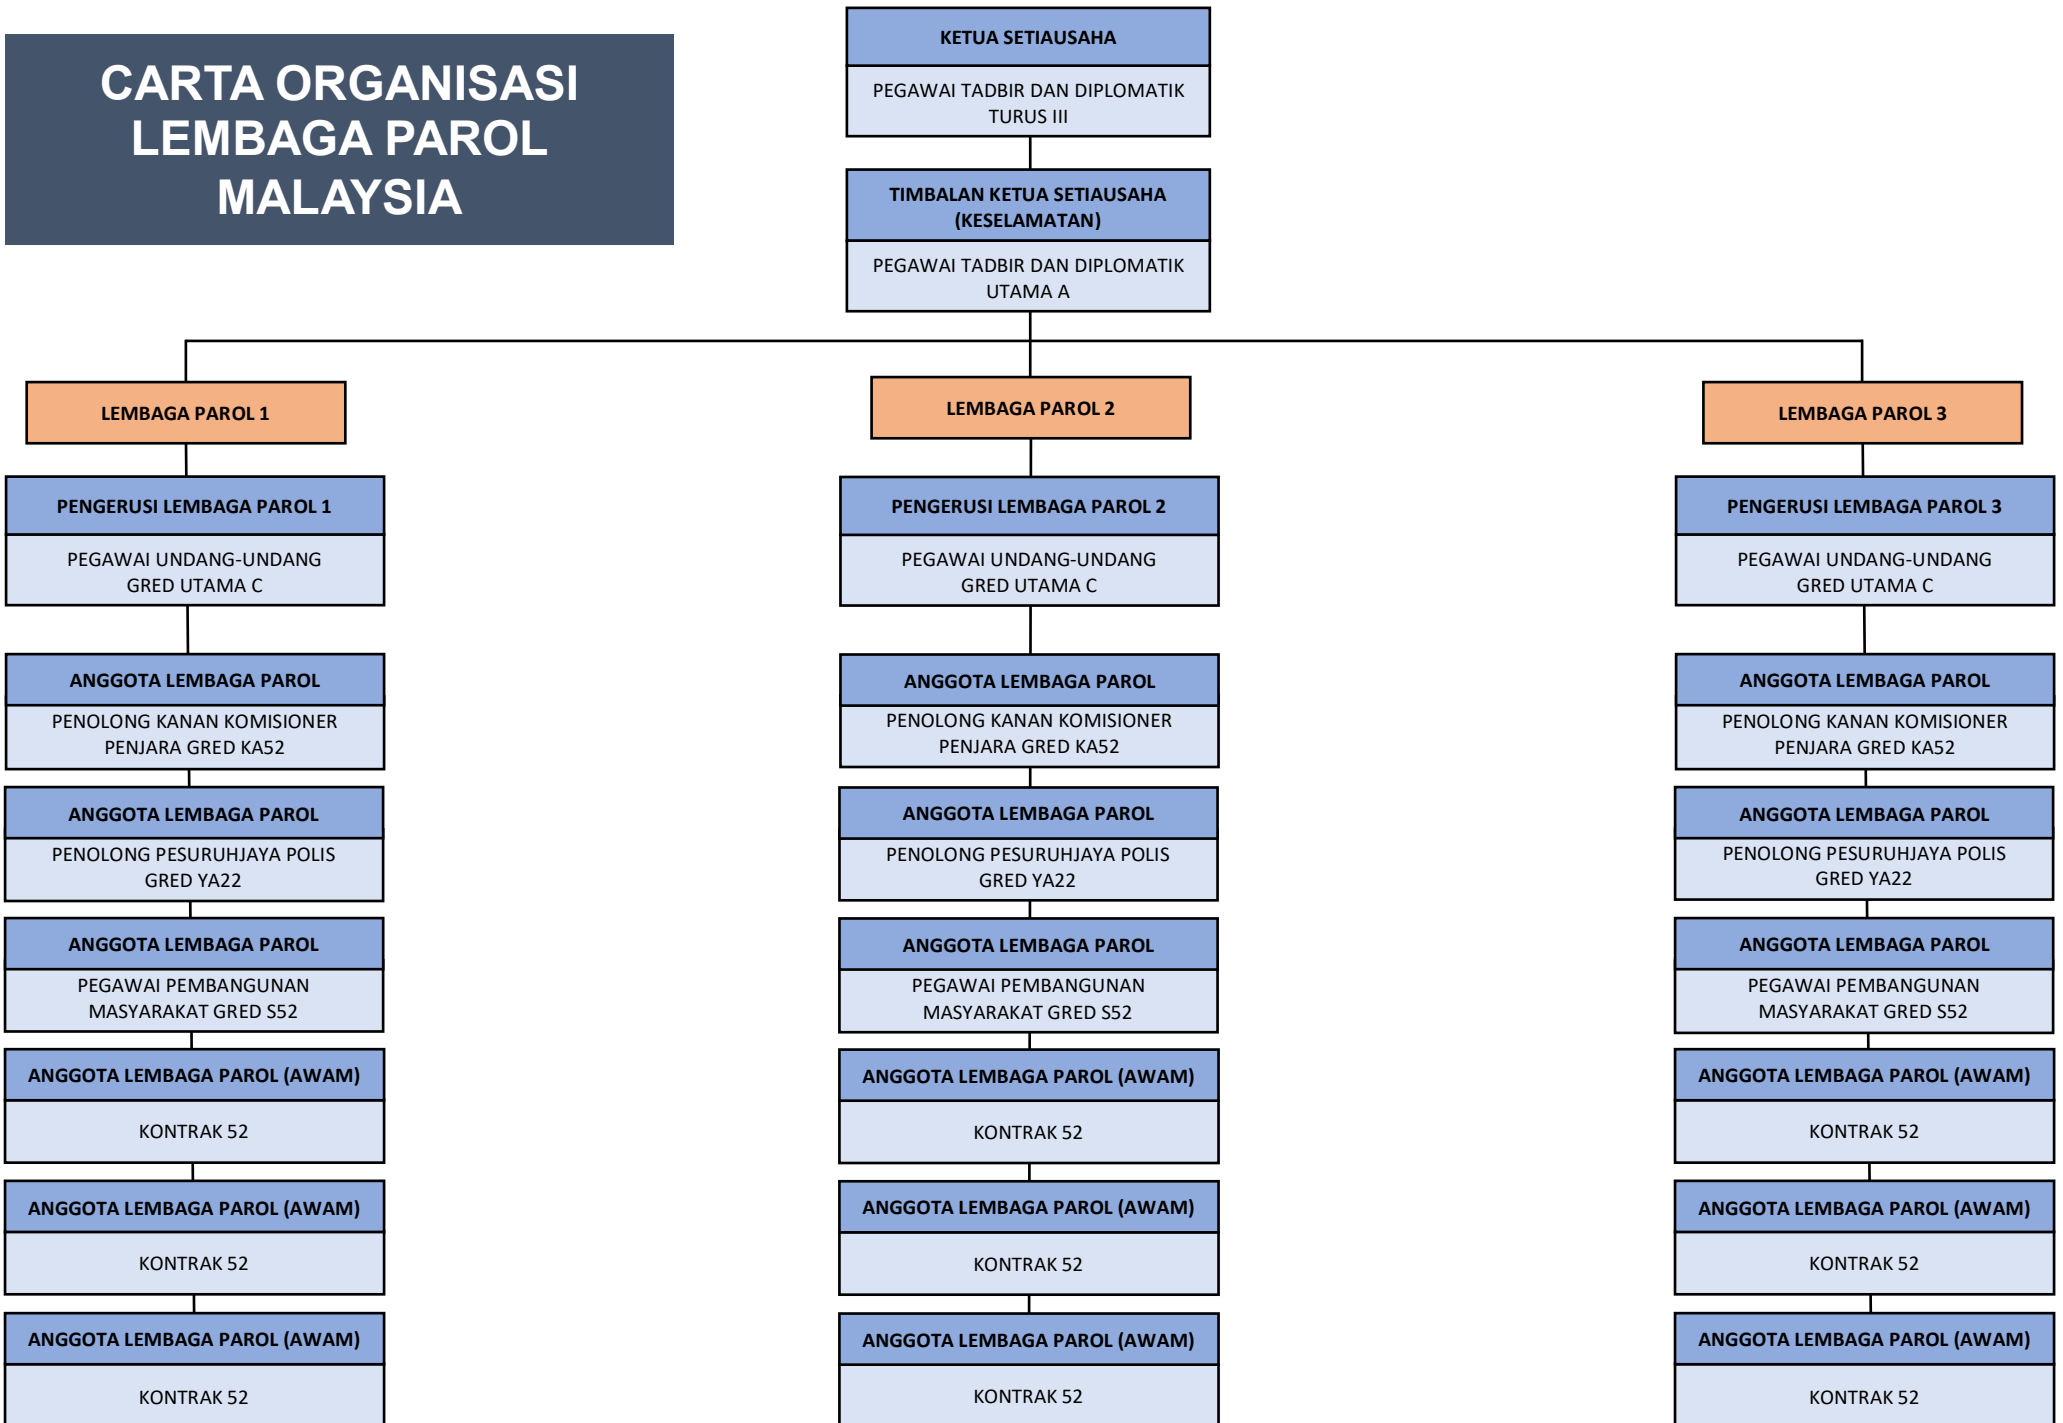 CARTA ORGANISASI
LEMBAGA PAROL
MALAYSIA
KETUA SETIAUSAHA
PEGAWAI TADBIR DAN DIPLOMATIK
TURUS III
TIMBALAN KETUA SETIAUSAHA
(KESELAMATAN)
PEGAWAI TADBIR DAN DIPLOMATIK
UTAMA A
LEMBAGA PAROL 1
PENGERUSI LEMBAGA PAROL 1
PEGAWAI UNDANG-UNDANG
GRED UTAMA C
ANGGOTA LEMBAGA PAROL
PENOLONG KANAN KOMISIONER
PENJARA GRED KA52
ANGGOTA LEMBAGA PAROL
PENOLONG PESURUHJAYA POLIS
GRED YA22
ANGGOTA LEMBAGA PAROL
PEGAWAI PEMBANGUNAN
MASYARAKAT GRED S52
ANGGOTA LEMBAGA PAROL (AWAM)
KONTRAK 52
ANGGOTA LEMBAGA PAROL (AWAM)
KONTRAK 52
ANGGOTA LEMBAGA PAROL (AWAM)
KONTRAK 52
LEMBAGA PAROL 2
PENGERUSI LEMBAGA PAROL 2
PEGAWAI UNDANG-UNDANG
GRED UTAMA C
ANGGOTA LEMBAGA PAROL
PENOLONG KANAN KOMISIONER
PENJARA GRED KA52
ANGGOTA LEMBAGA PAROL
PENOLONG PESURUHJAYA POLIS
GRED YA22
ANGGOTA LEMBAGA PAROL
PEGAWAI PEMBANGUNAN
MASYARAKAT GRED S52
ANGGOTA LEMBAGA PAROL (AWAM)
KONTRAK 52
ANGGOTA LEMBAGA PAROL (AWAM)
KONTRAK 52
ANGGOTA LEMBAGA PAROL (AWAM)
KONTRAK 52
LEMBAGA PAROL 3
PENGERUSI LEMBAGA PAROL 3
PEGAWAI UNDANG-UNDANG
GRED UTAMA C
ANGGOTA LEMBAGA PAROL
PENOLONG KANAN KOMISIONER
PENJARA GRED KA52
ANGGOTA LEMBAGA PAROL
PENOLONG PESURUHJAYA POLIS
GRED YA22
ANGGOTA LEMBAGA PAROL
PEGAWAI PEMBANGUNAN
MASYARAKAT GRED S52
ANGGOTA LEMBAGA PAROL (AWAM)
KONTRAK 52
ANGGOTA LEMBAGA PAROL (AWAM)
KONTRAK 52
ANGGOTA LEMBAGA PAROL (AWAM)
KONTRAK 52